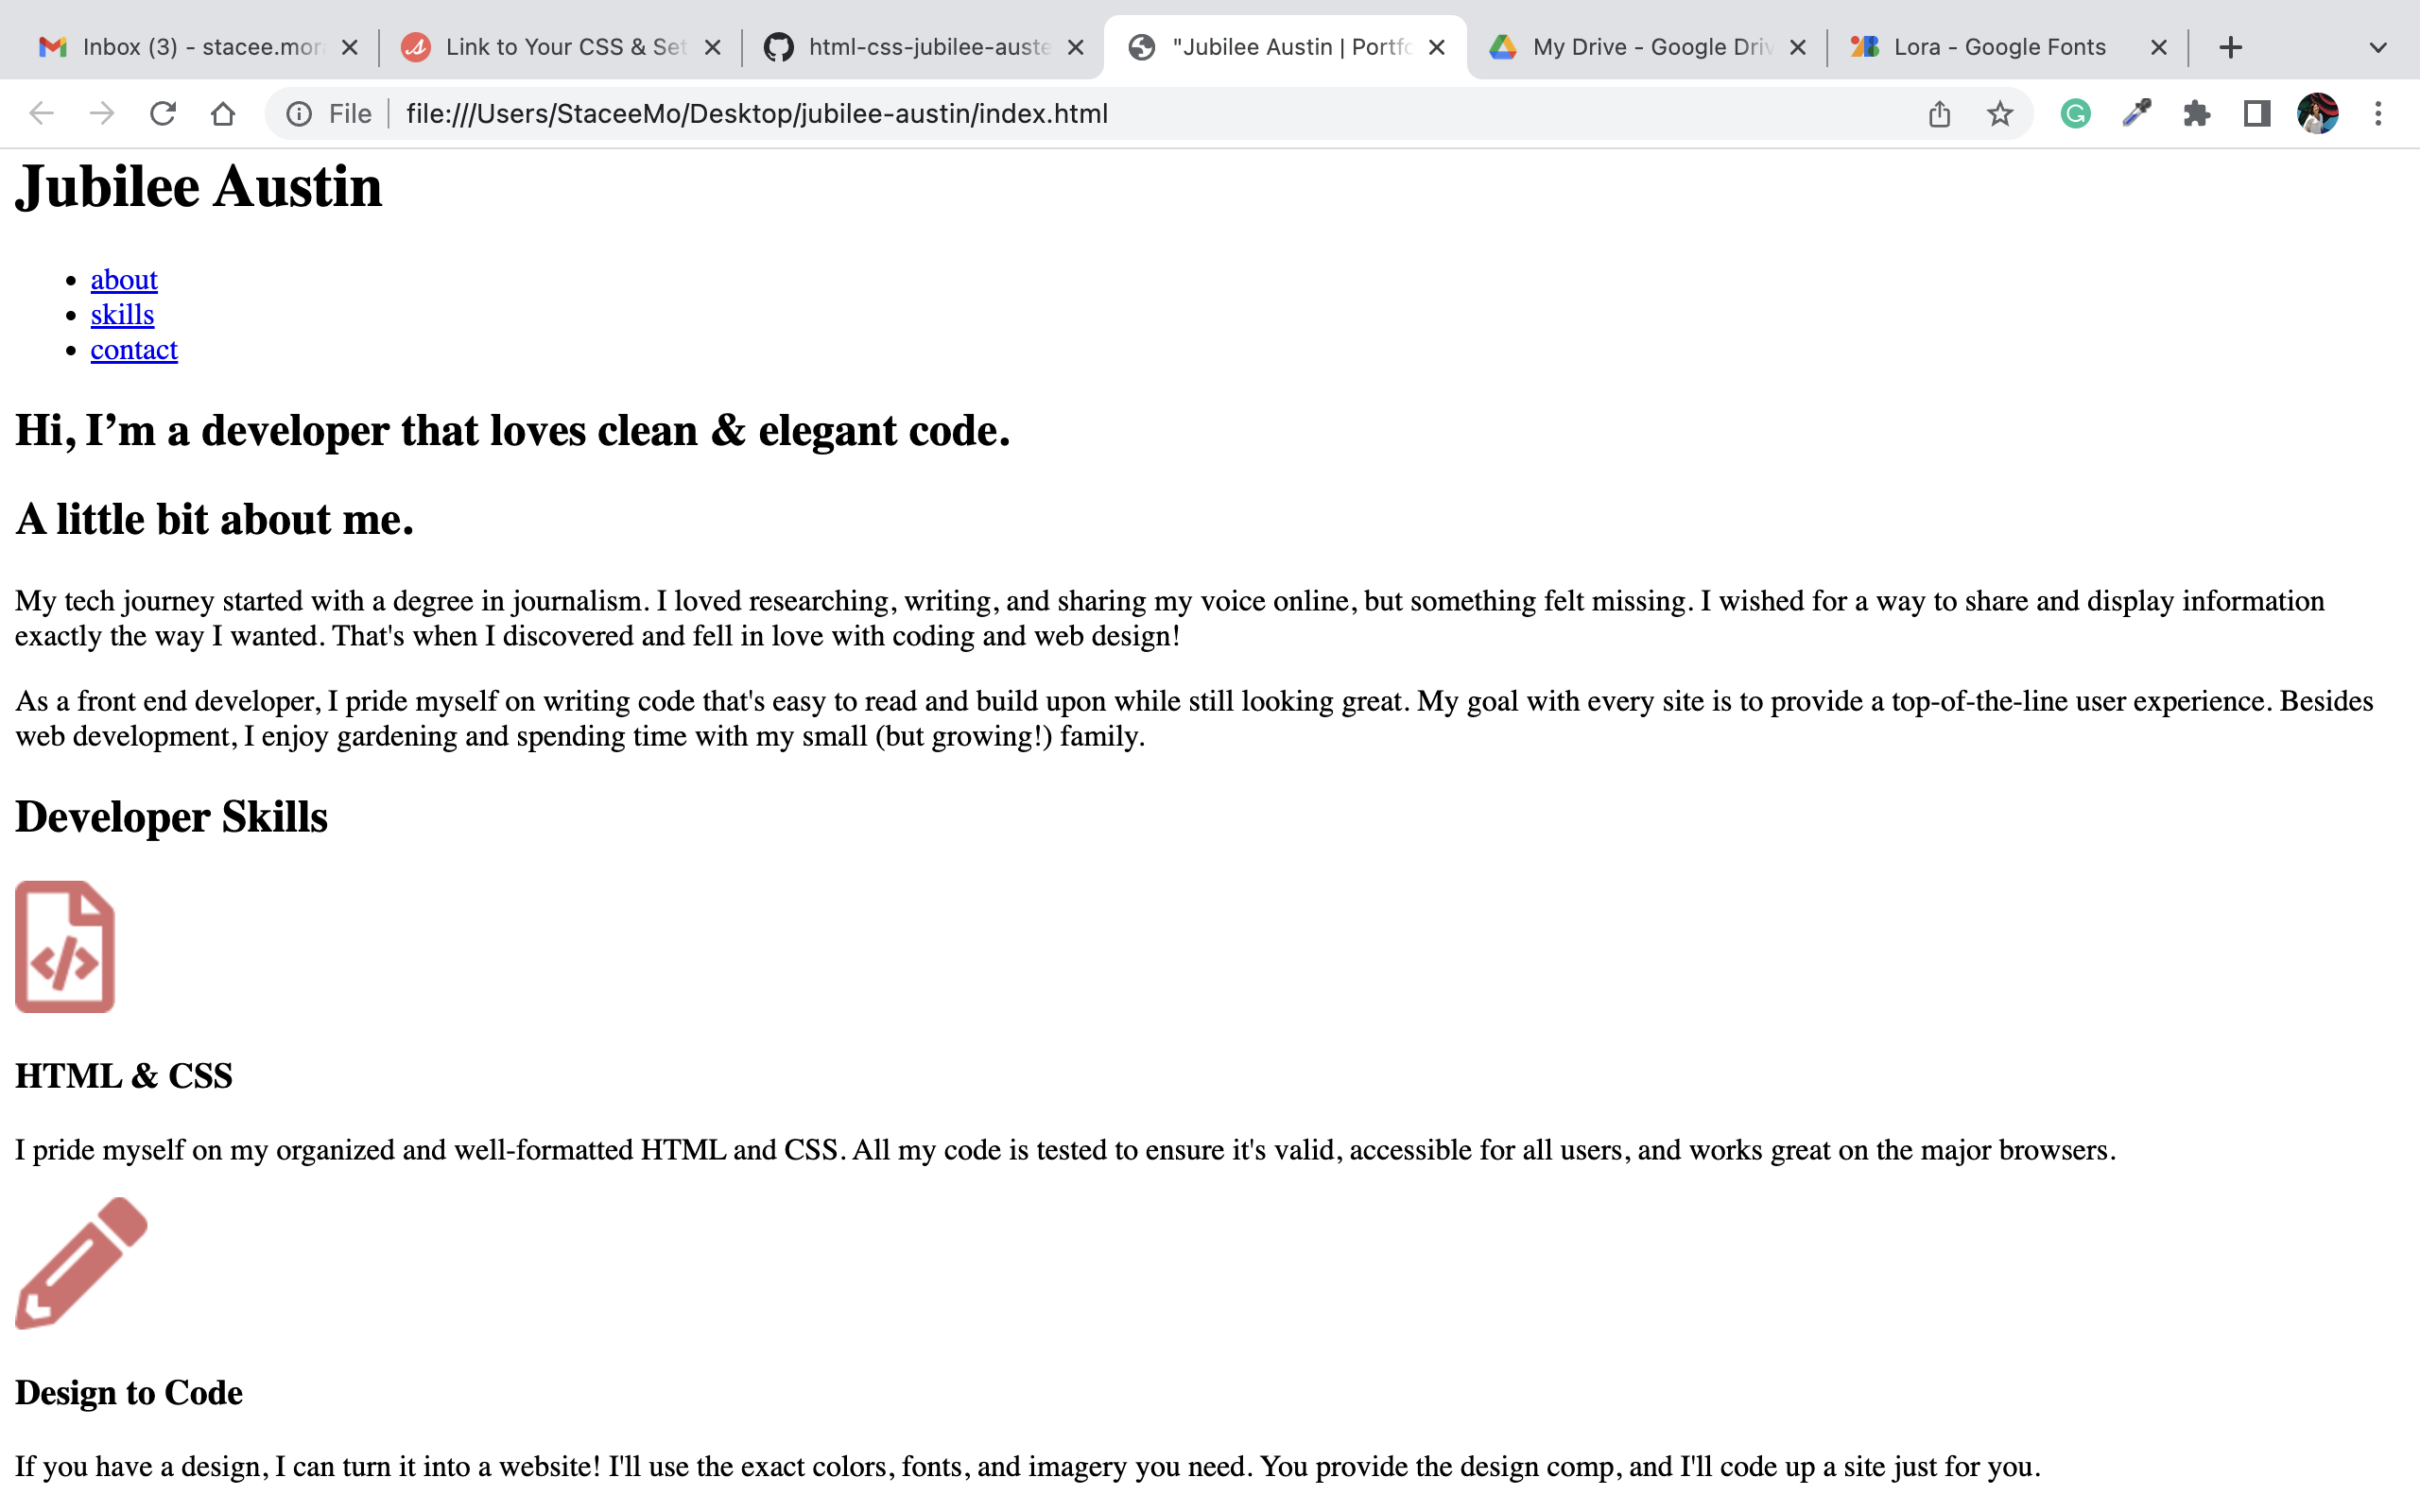 Inbox (3) - stacee.mor
Link to Your CSS & Set
html-css-jubilee-auste
"Jubilee Austin | Portfo
My Drive - Google Driv
Lora - Google Fonts
File
file:///Users/StaceeMo/Desktop/jubilee-austin/index.html
Jubilee Austin
• about
• skills
• contact
Hi, I’m a developer that loves clean & elegant code.
A little bit about me.
My tech journey started with a degree in journalism. I loved researching, writing, and sharing my voice online, but something felt missing. I wished for a way to share and display information
exactly the way I wanted. That's when I discovered and fell in love with coding and web design!
As a front end developer, I pride myself on writing code that's easy to read and build upon while still looking great. My goal with every site is to provide a top-of-the-line user experience. Besides
web development, I enjoy gardening and spending time with my small (but growing!) family.
Developer Skills
</>
HTML & CSS
I pride myself on my organized and well-formatted HTML and CSS. All my code is tested to ensure it's valid, accessible for all users, and works great on the major browsers.
Design to Code
If you have a design, I can turn it into a website! I'll use the exact colors, fonts, and imagery you need. You provide the design comp, and I'll code up a site just for you.